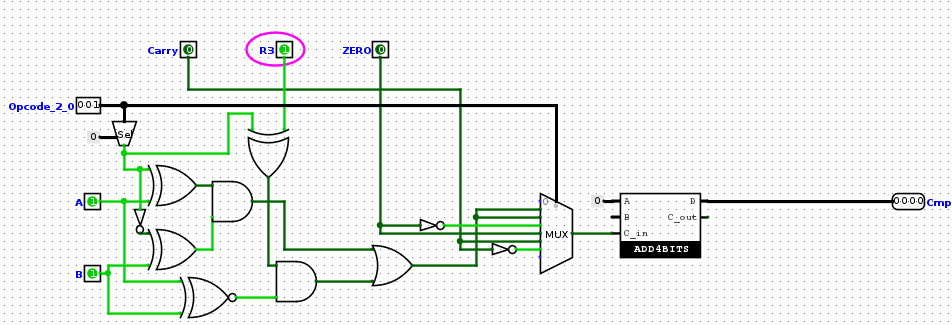 Carry 0
R3 1
ZERO 0
Opcode_2_0 001
0 Sel
A 1
B 1
0
MUX
0
A D
B C_out
C_in
ADD4BITS
0000 Cmp